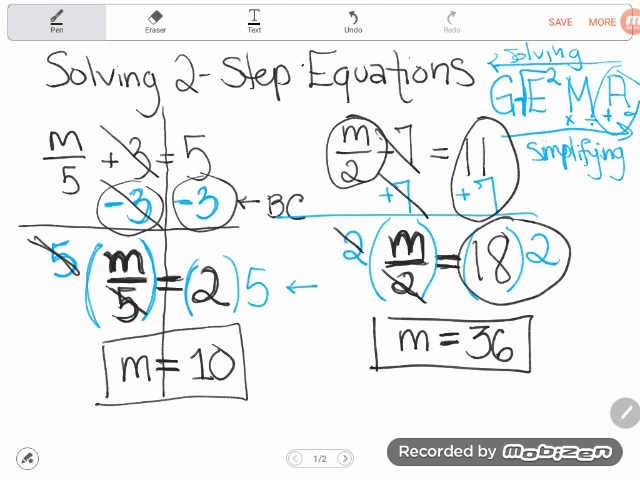 Pen Eraser Text Undo Redo SAVE MORE
Solving 2-Step Equations
solving
GE² M A
x ÷ + -
simplifying
m/5 + 3 = 5
-3 -3 ← BC
5 (m/5) = (2) 5 ←
m = 10
m/2 - 7 = 11
+7 +7
2 (m/2) = (18) 2
m = 36
1/2
Recorded by mobizen